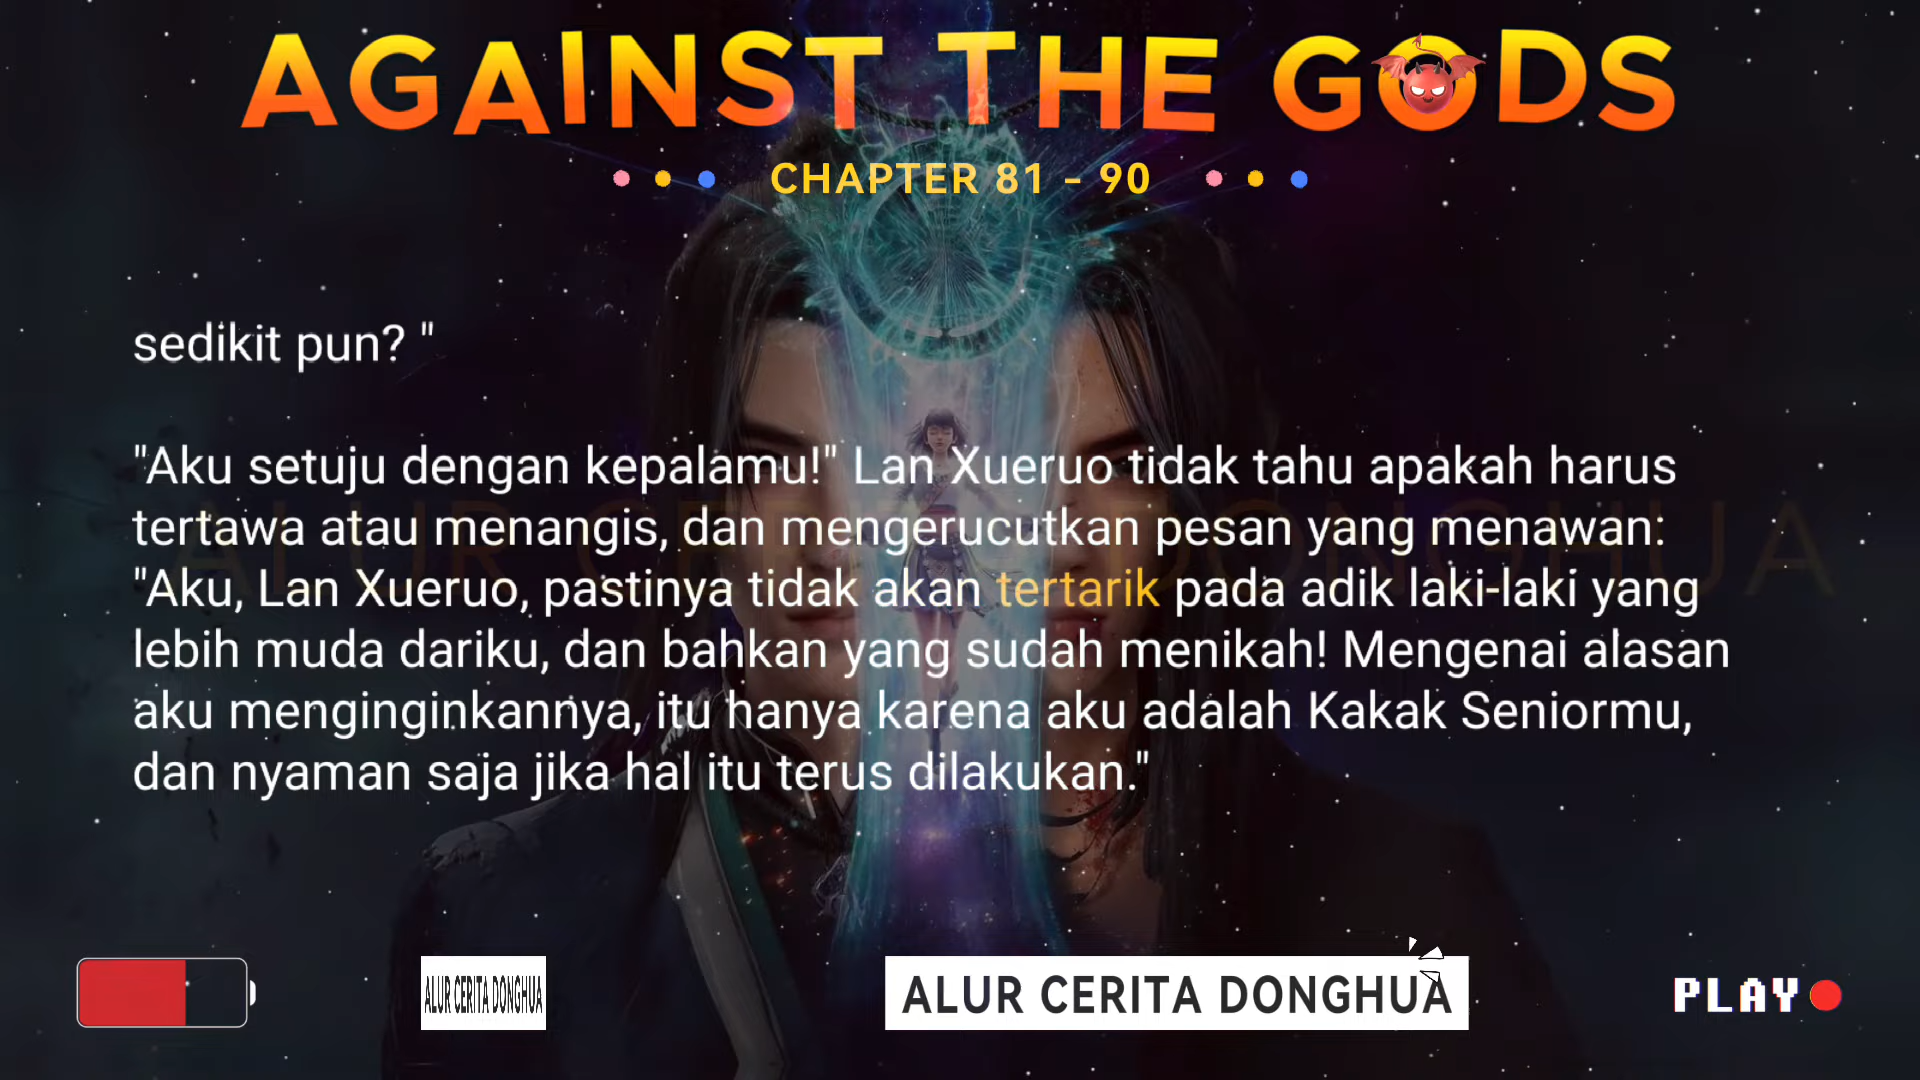 AGAINST THE GODS
CHAPTER 81 - 90
sedikit pun? "
"Aku setuju dengan kepalamu!" Lan Xueruo tidak tahu apakah harus
tertawa atau menangis, dan mengerucutkan pesan yang menawan:
"Aku, Lan Xueruo, pastinya tidak akan tertarik pada adik laki-laki yang
lebih muda dariku, dan bahkan yang sudah menikah! Mengenai alasan
aku menginginkannya, itu hanya karena aku adalah Kakak Seniormu,
dan nyaman saja jika hal itu terus dilakukan."
ALUR CERITA DONGHUA
ALUR CERITA DONGHUA
ALUR CERITA DONGHUA
PLAY